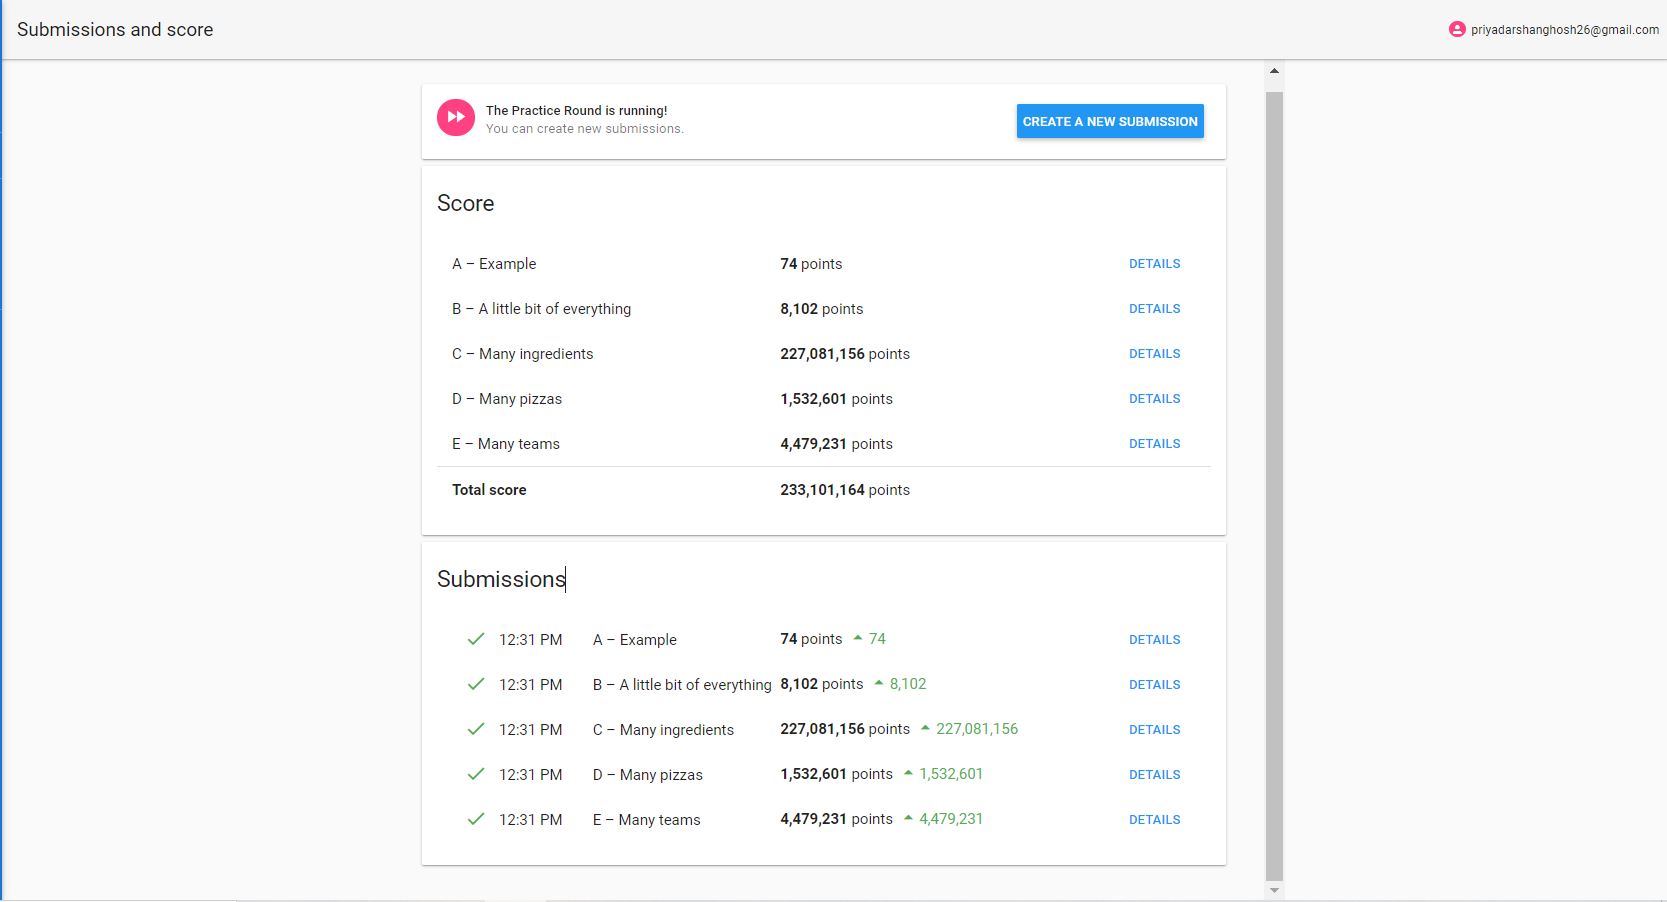 Submissions and score
priyadarshanghosh26@gmail.com
The Practice Round is running!
You can create new submissions.
CREATE A NEW SUBMISSION
Score
A – Example 74 points DETAILS
B – A little bit of everything 8,102 points DETAILS
C – Many ingredients 227,081,156 points DETAILS
D – Many pizzas 1,532,601 points DETAILS
E – Many teams 4,479,231 points DETAILS
Total score 233,101,164 points
Submissions
12:31 PM A – Example 74 points 74 DETAILS
12:31 PM B – A little bit of everything 8,102 points 8,102 DETAILS
12:31 PM C – Many ingredients 227,081,156 points 227,081,156 DETAILS
12:31 PM D – Many pizzas 1,532,601 points 1,532,601 DETAILS
12:31 PM E – Many teams 4,479,231 points 4,479,231 DETAILS